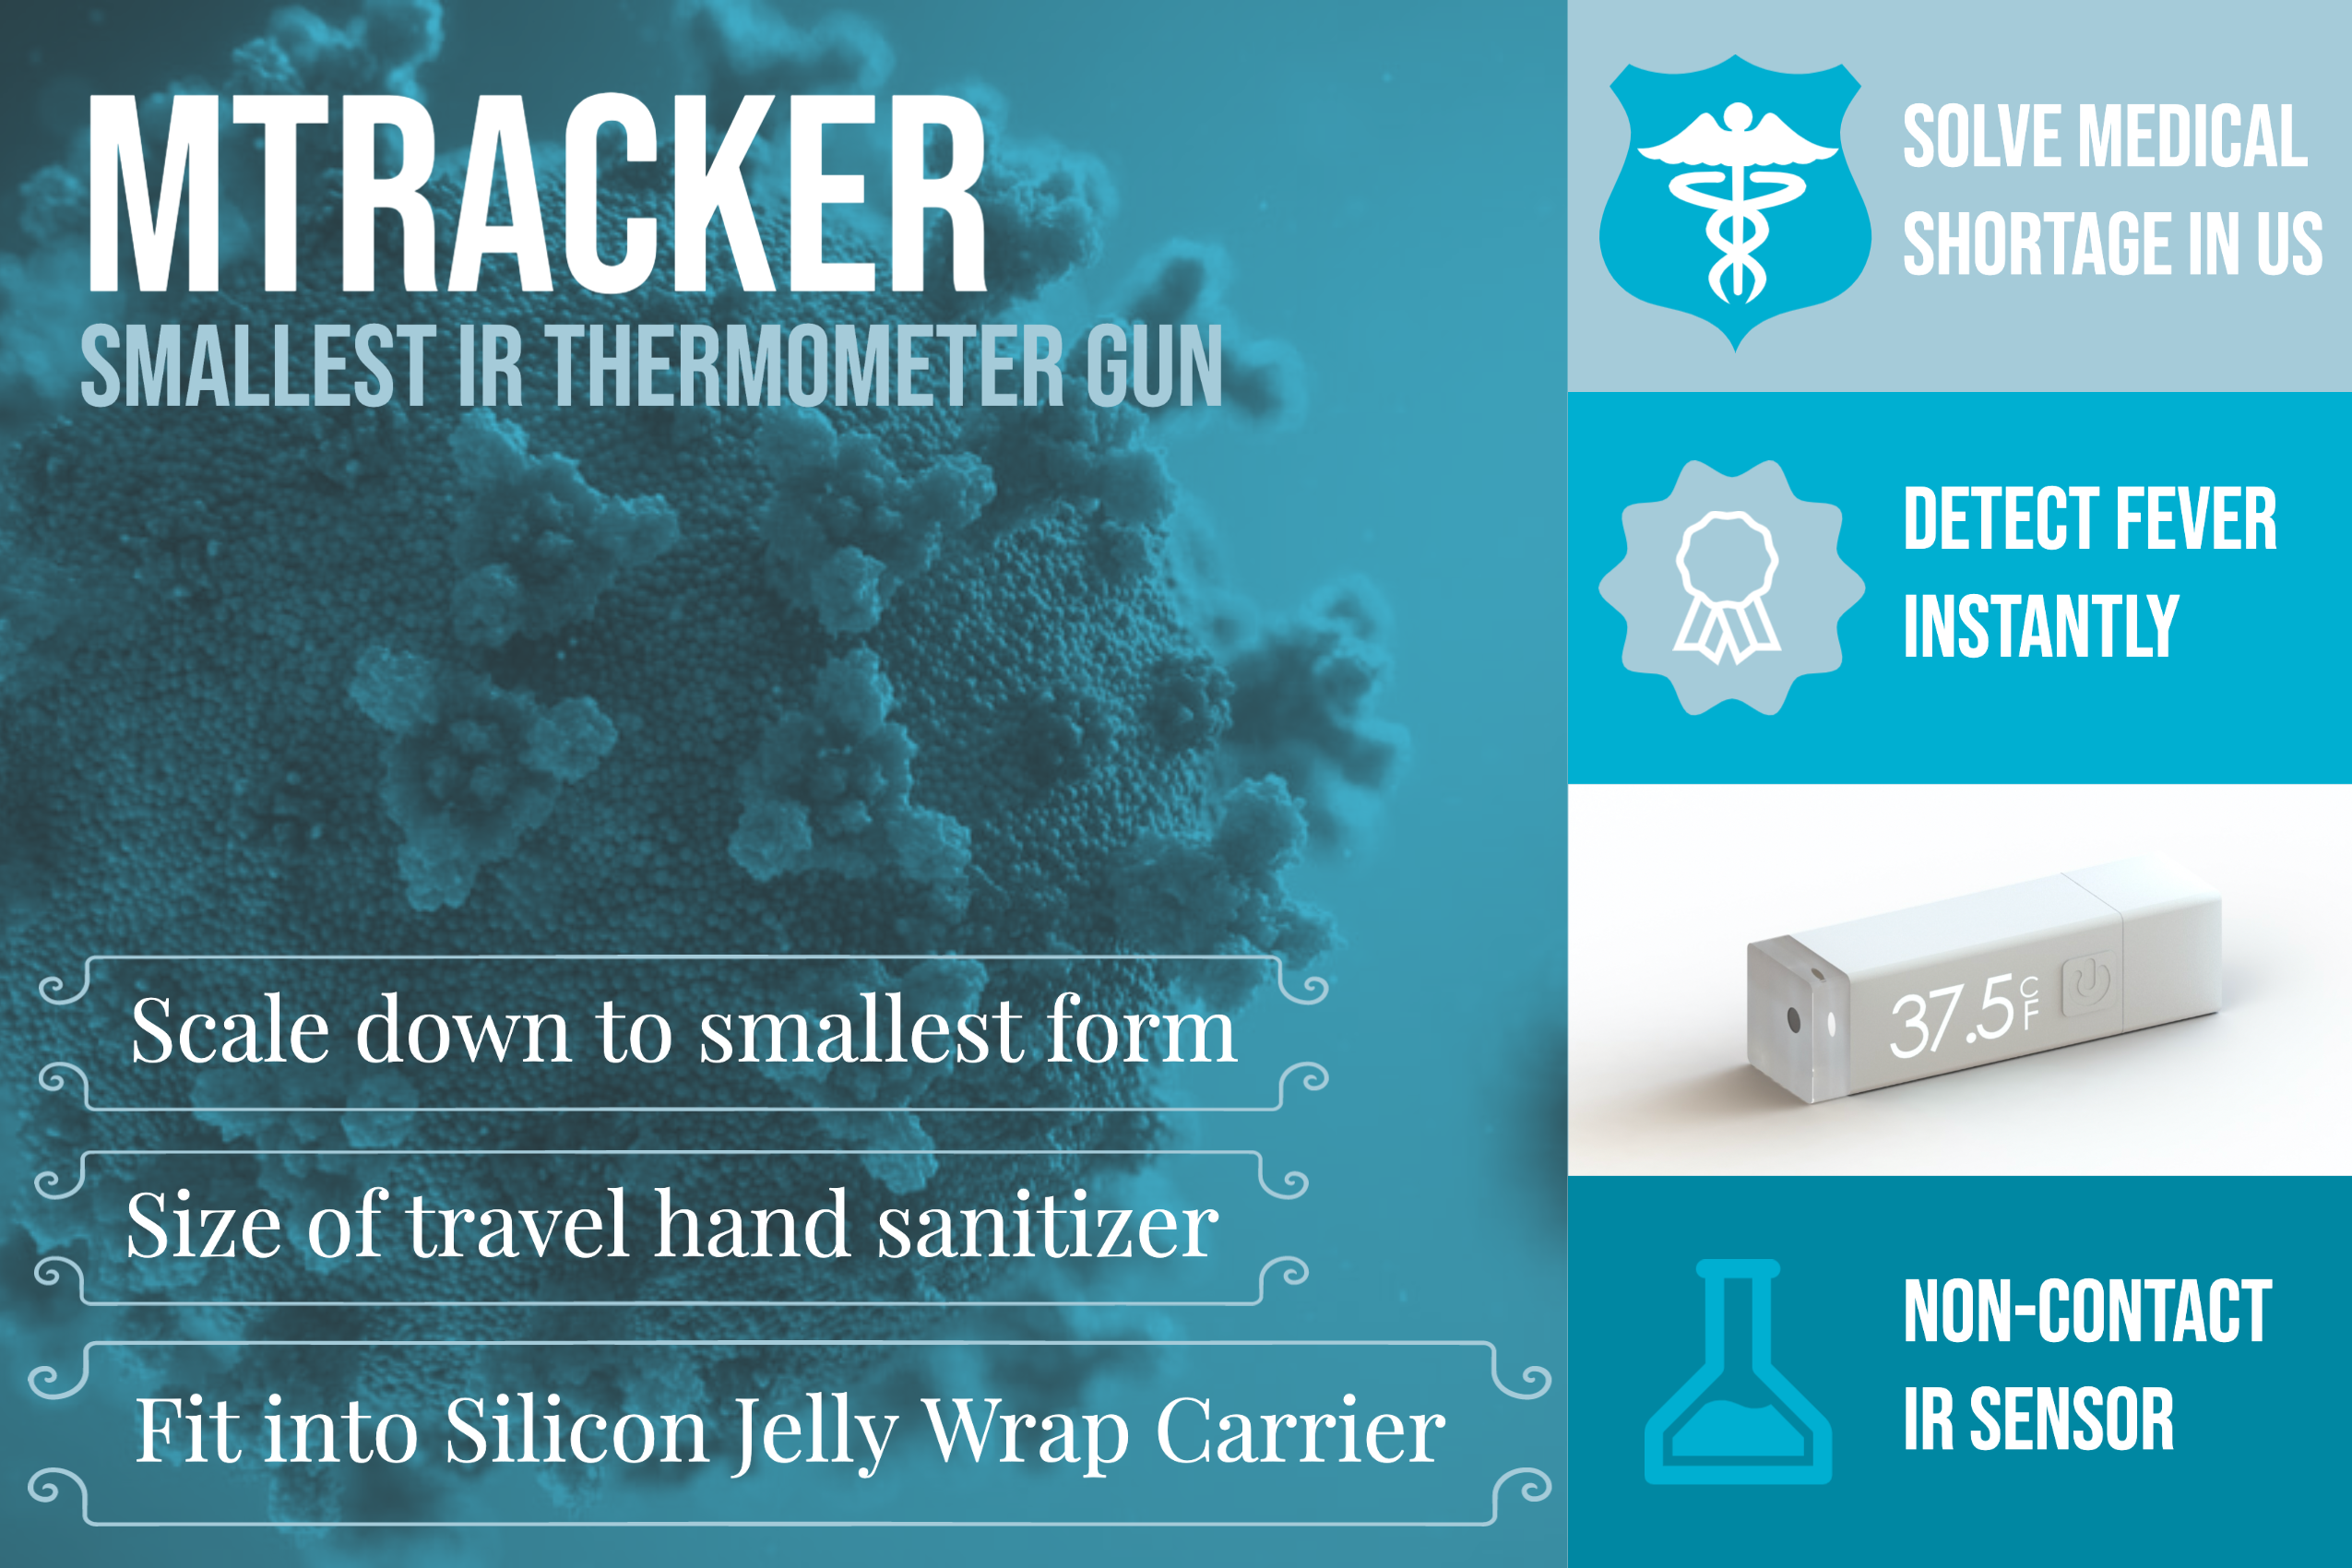 MTRACKER
SMALLEST IR THERMOMETER GUN
Scale down to smallest form
Size of travel hand sanitizer
Fit into Silicon Jelly Wrap Carrier
SOLVE MEDICAL
SHORTAGE IN US
DETECT FEVER
INSTANTLY
37.5 C
F
NON-CONTACT
IR SENSOR